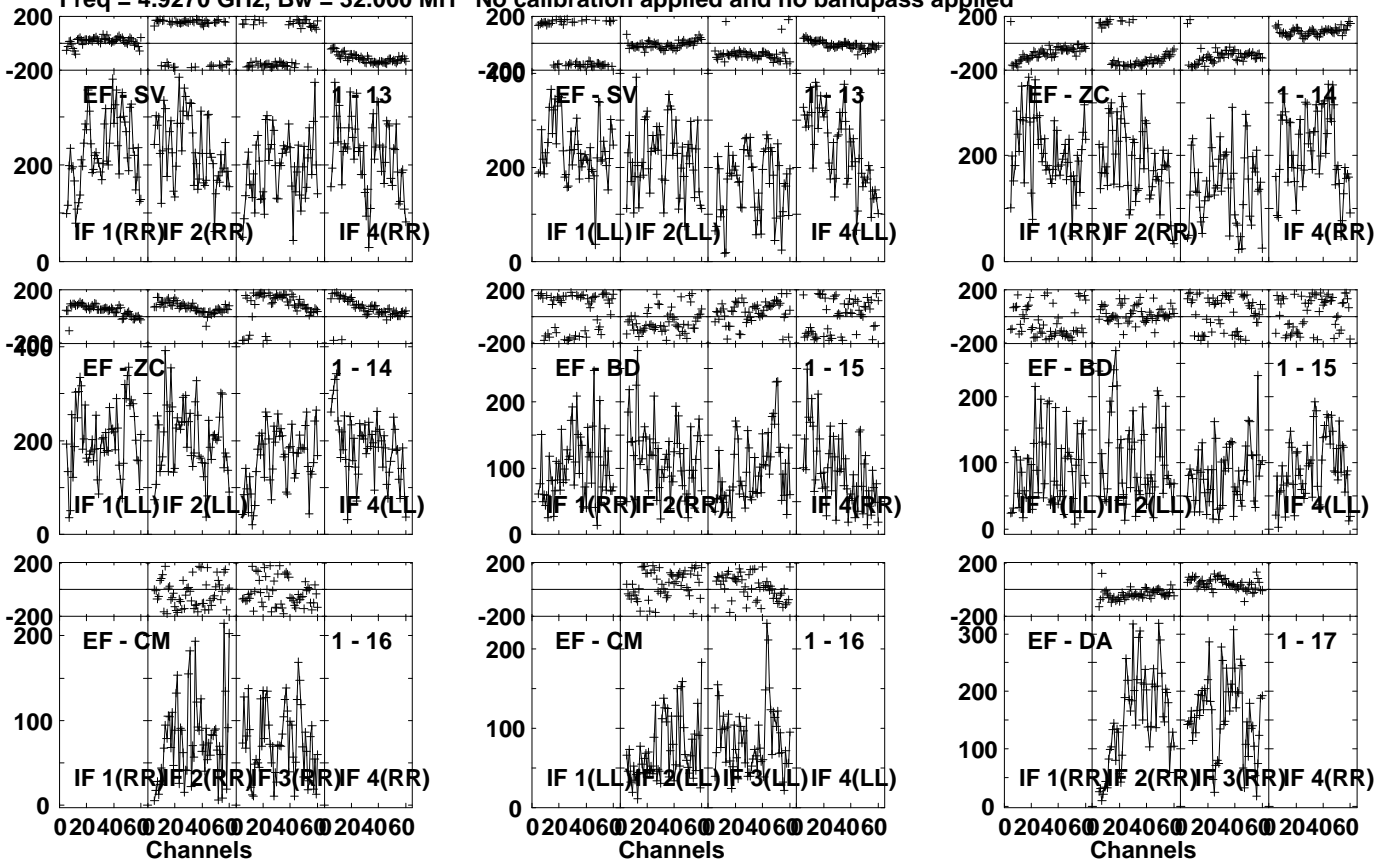 Freq = 4.9270 GHz, Bw = 32.000 MH No calibration applied and no bandpass applied
200
-200
EF - SV 1 - 13
200
IF 1(RR) IF 2(RR) IF 4(RR)
0
-200
400
EF - SV 1 - 13
200
IF 1(LL) IF 2(LL) IF 4(LL)
0
200
-200
EF - ZC 1 - 14
200
IF 1(RR) IF 2(RR) IF 4(RR)
0
200
-200
400
EF - ZC 1 - 14
200
IF 1(LL) IF 2(LL) IF 4(LL)
0
200
-200
EF - BD 1 - 15
200
100
IF 1(RR) IF 2(RR) IF 4(RR)
0
200
-200
EF - BD 1 - 15
200
100
IF 1(LL) IF 2(LL) IF 4(LL)
0
200
-200
200
EF - CM 1 - 16
100
IF 1(RR) IF 2(RR) IF 3(RR) IF 4(RR)
0
0 20 40 60 0 20 40 60 0 20 40 60 0 20 40 60
Channels
200
-200
EF - CM 1 - 16
200
100
IF 1(LL) IF 2(LL) IF 3(LL) IF 4(LL)
0
0 20 40 60 0 20 40 60 0 20 40 60 0 20 40 60
Channels
200
-200
300
EF - DA 1 - 17
200
100
IF 1(RR) IF 2(RR) IF 3(RR) IF 4(RR)
0
0 20 40 60 0 20 40 60 0 20 40 60 0 20 40 60
Channels